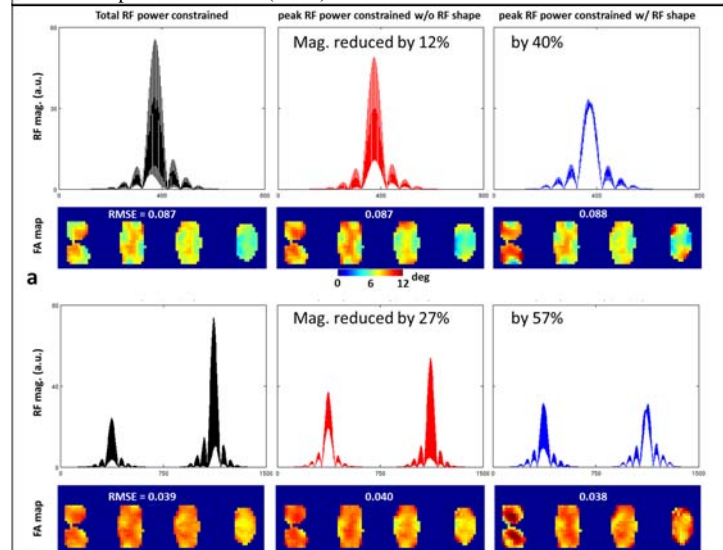 Total RF power constrained
peak RF power constrained w/o RF shape
peak RF power constrained w/ RF shape
Mag. reduced by 12%
by 40%
RF mag. (a.u.)
60
30
0
0 400 800
0 400 800
0 400 800
FA map
RMSE = 0.087
0.087
0.088
a
0 6 12 deg
Mag. reduced by 27%
by 57%
RF mag. (a.u.)
80
40
0
0 750 1500
0 750 1500
0 750 1500
FA map
RMSE = 0.039
0.040
0.038